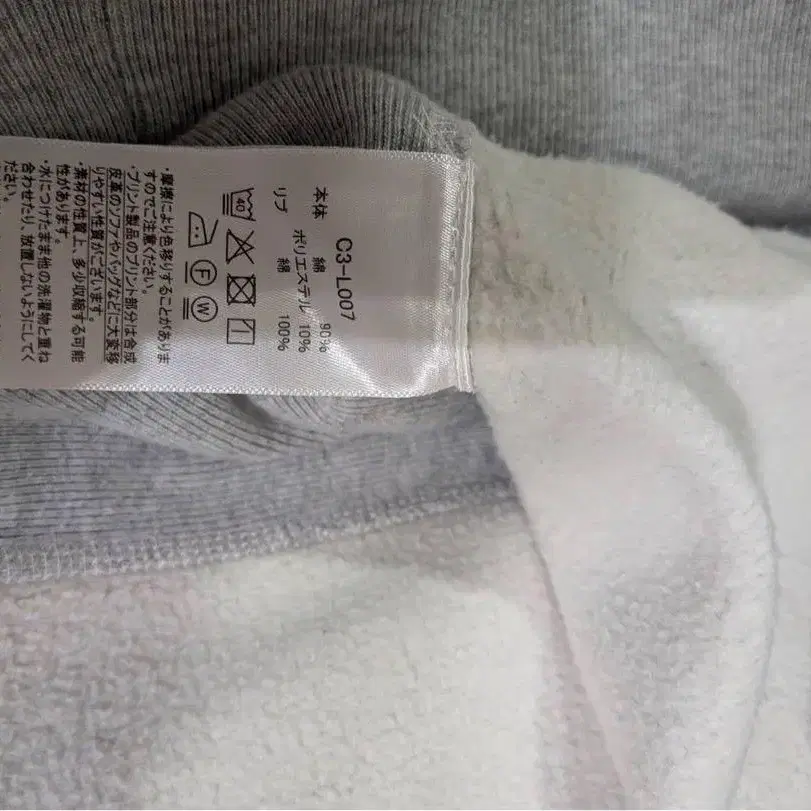 C3-L007
本体 綿 90%
ポリエステル 10%
リブ 綿 100%
40
F W
・摩擦により色移りすることがありま
すのでご注意ください。
・プリント製品のプリント部分は合成
皮革のソファやバッグなどに大変移
りやすい性質がございます。
・素材の性質上、多少収縮する可能
性があります。
・水につけたまま他の洗濯物と重ね
合わせたり、放置しないようにしてく
ださい。